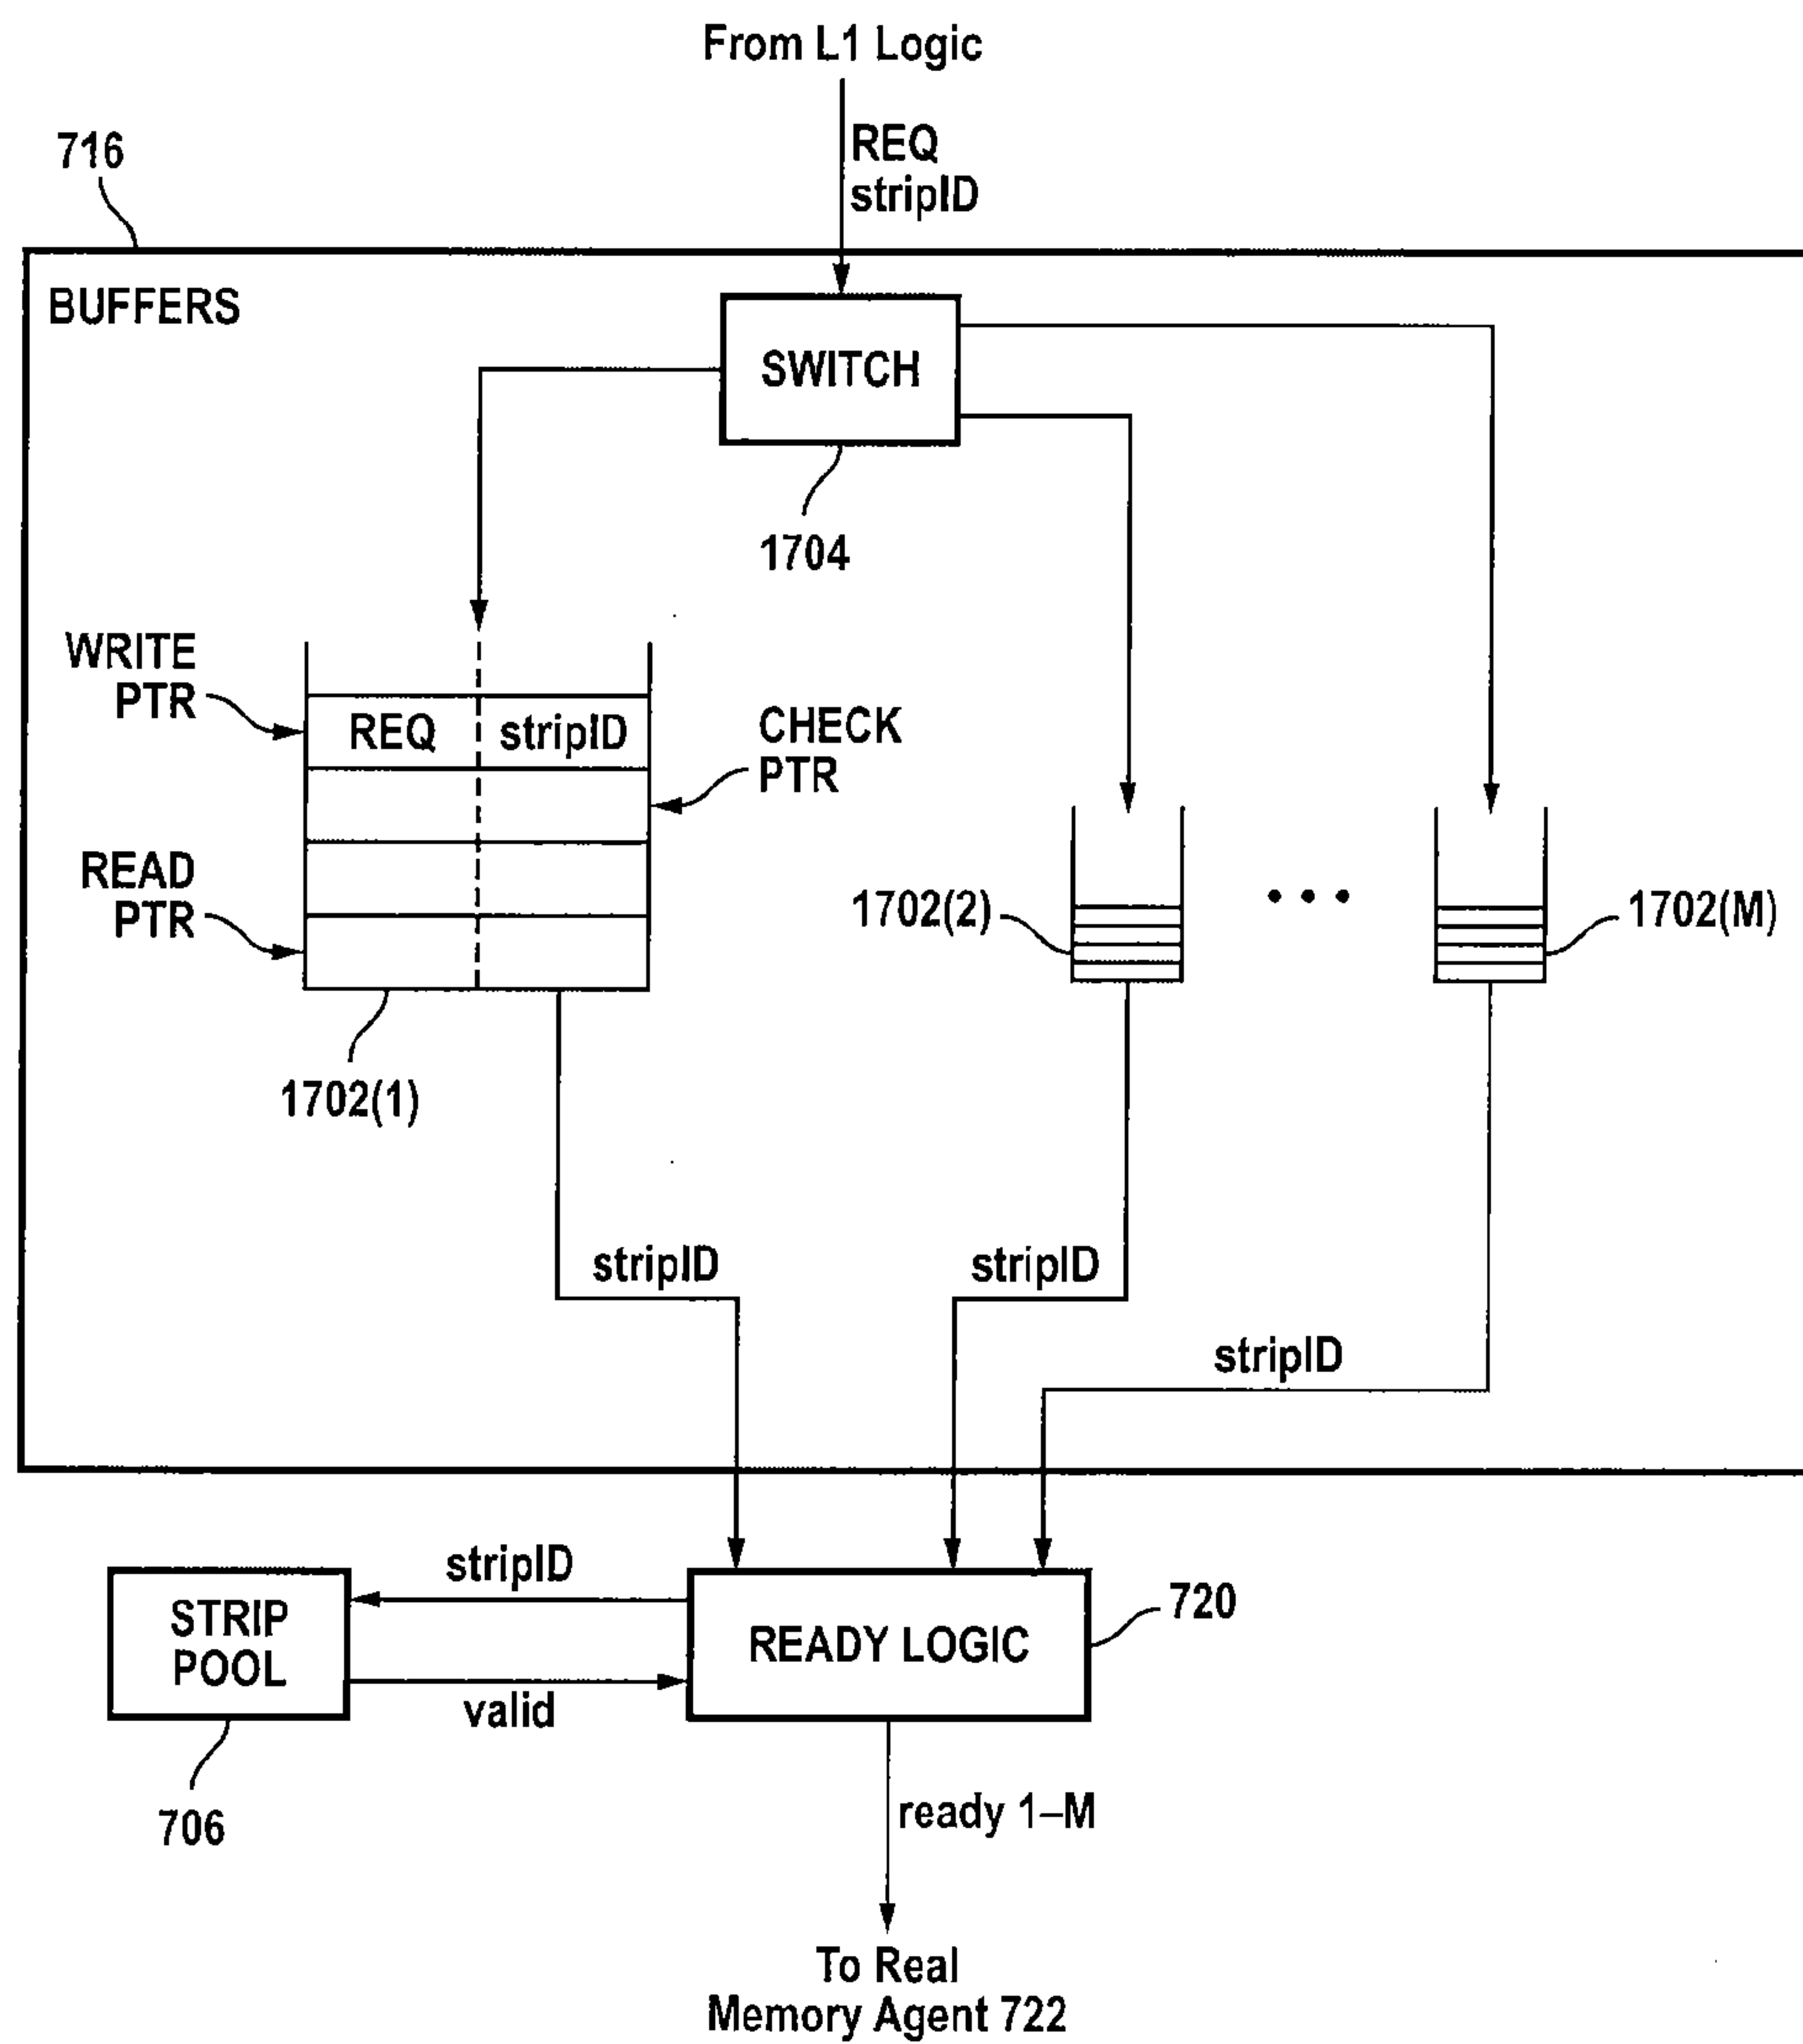 From L1 Logic
REQ
stripID
716
BUFFERS
SWITCH
1704
WRITE
PTR
REQ stripID
CHECK
PTR
READ
PTR
1702(1)
1702(2)
• • •
1702(M)
stripID
stripID
stripID
stripID
STRIP
POOL
valid
706
READY LOGIC
720
ready 1–M
To Real
Memory Agent 722